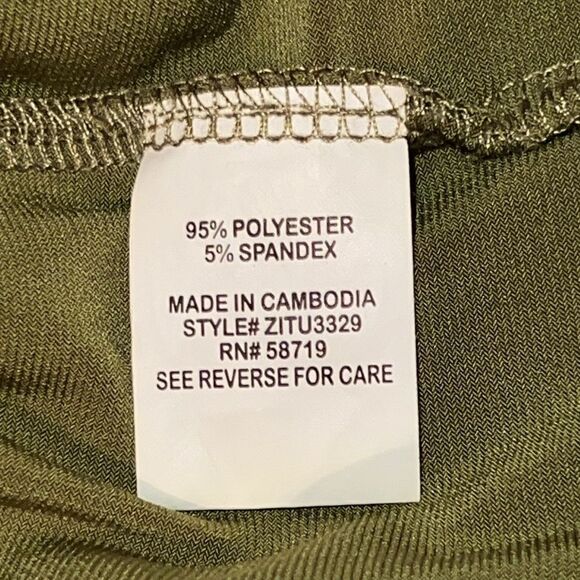 95% POLYESTER
5% SPANDEX
MADE IN CAMBODIA
STYLE# ZITU3329
RN# 58719
SEE REVERSE FOR CARE